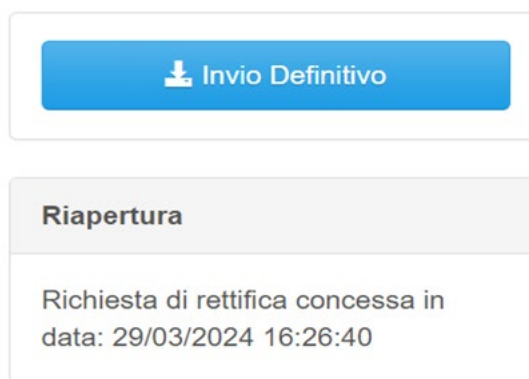 Invio Definitivo
Riapertura
Richiesta di rettifica concessa in
data: 29/03/2024 16:26:40